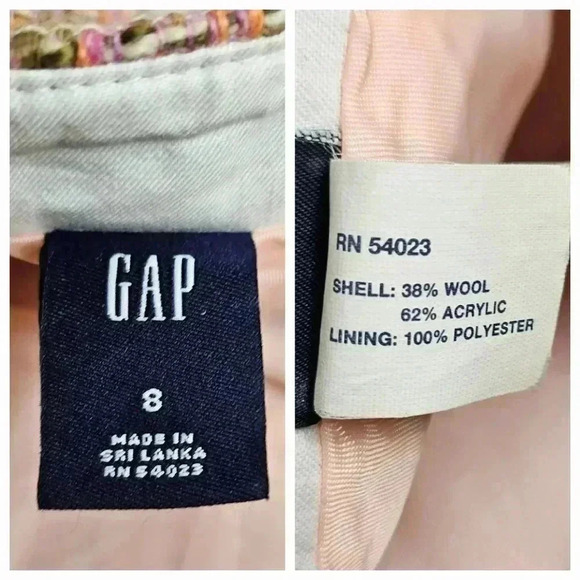 GAP
8
MADE IN
SRI LANKA
RN 54023
RN 54023
SHELL: 38% WOOL
62% ACRYLIC
LINING: 100% POLYESTER